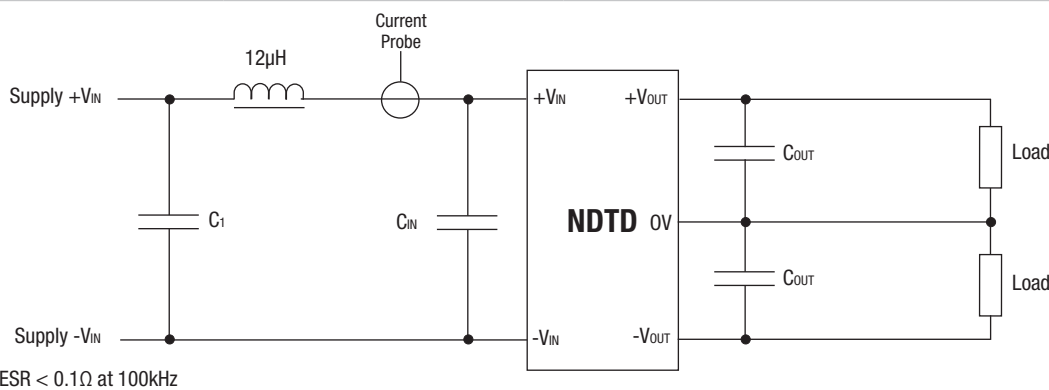 Current
Probe
12µH
Supply +VIN
+VIN
+VOUT
COUT
Load
C1
CIN
NDTD 0V
COUT
Load
Supply -VIN
-VIN
-VOUT
ESR < 0.1Ω at 100kHz